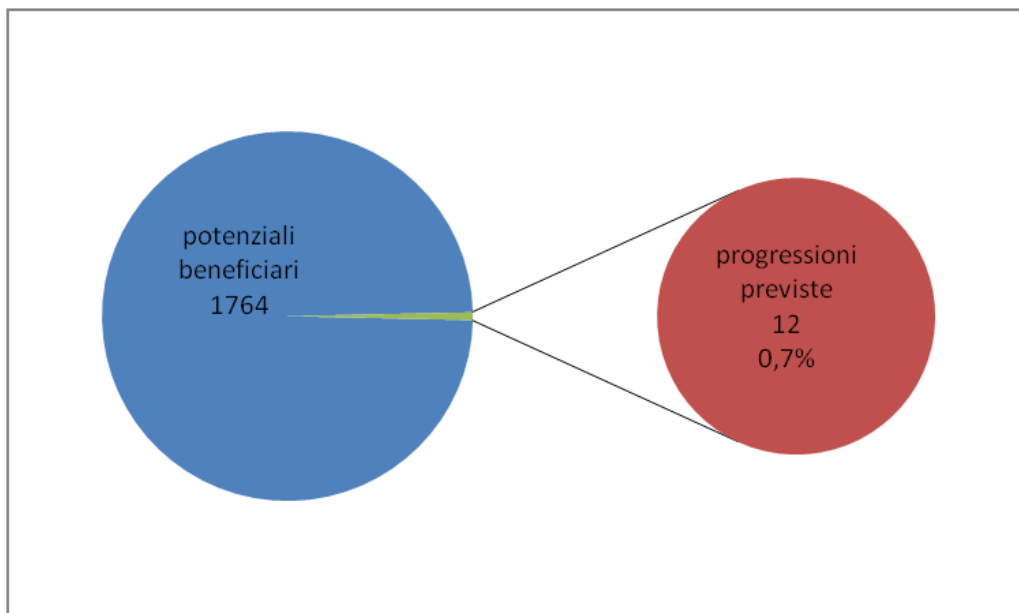 potenziali
beneficiari
1764
progressioni
previste
12
0,7%